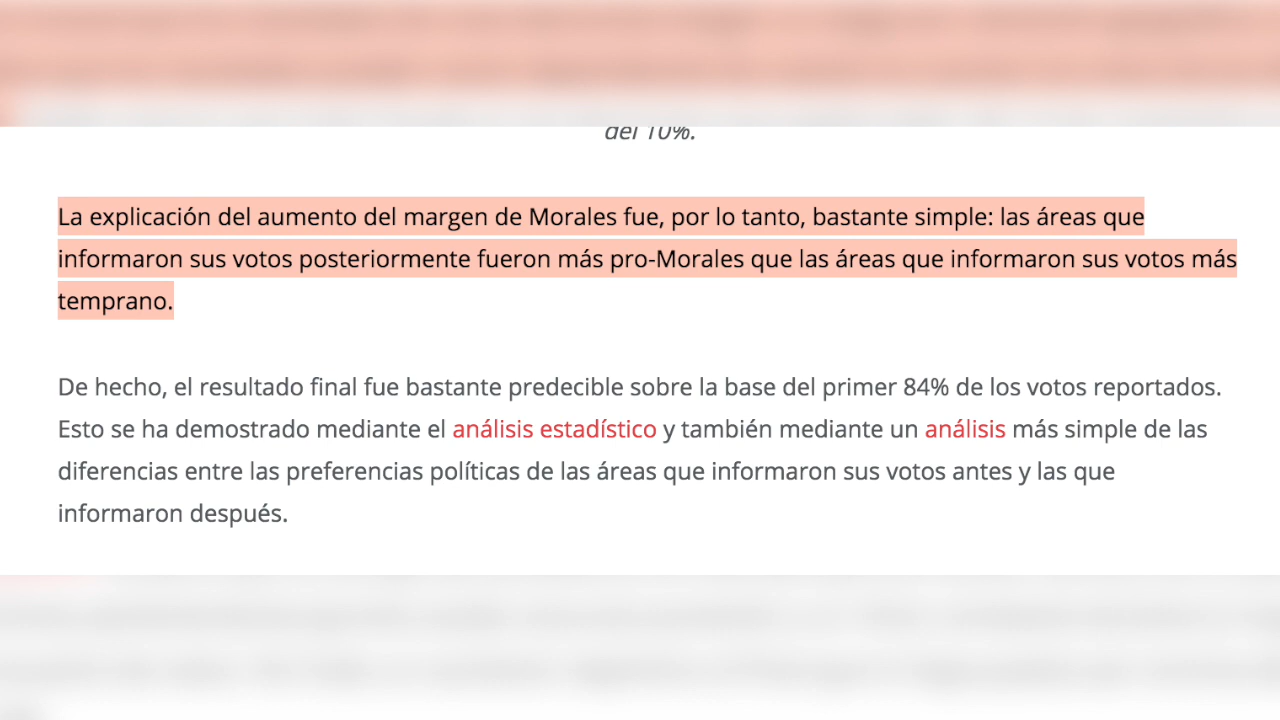 del 10%.
La explicación del aumento del margen de Morales fue, por lo tanto, bastante simple: las áreas que
informaron sus votos posteriormente fueron más pro-Morales que las áreas que informaron sus votos más
temprano.
De hecho, el resultado final fue bastante predecible sobre la base del primer 84% de los votos reportados.
Esto se ha demostrado mediante el análisis estadístico y también mediante un análisis más simple de las
diferencias entre las preferencias políticas de las áreas que informaron sus votos antes y las que
informaron después.